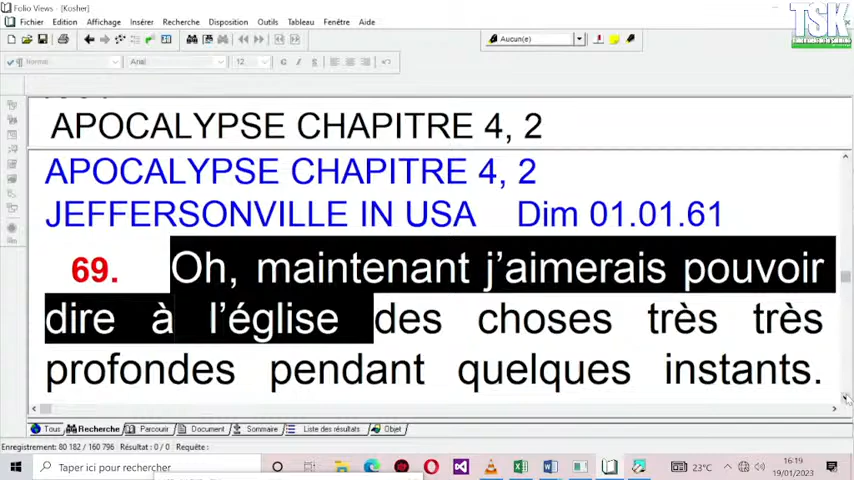 Folio Views - [Kosher]
Fichier Edition Affichage Insérer Recherche Disposition Outils Tableau Fenêtre Aide
TSK
Aucun(e)
Normal Arial 12 G I S
APOCALYPSE CHAPITRE 4, 2
APOCALYPSE CHAPITRE 4, 2
JEFFERSONVILLE IN USA Dim 01.01.61
69. Oh, maintenant j'aimerais pouvoir
dire à l'église des choses très très
profondes pendant quelques instants.
Tous Recherche Parcourir Document Sommaire Liste des résultats Objet
Enregistrement: 80 182 / 160 796 Résultat : 0 / 0 Requête :
Taper ici pour rechercher
23°C
16:19
19/01/2023